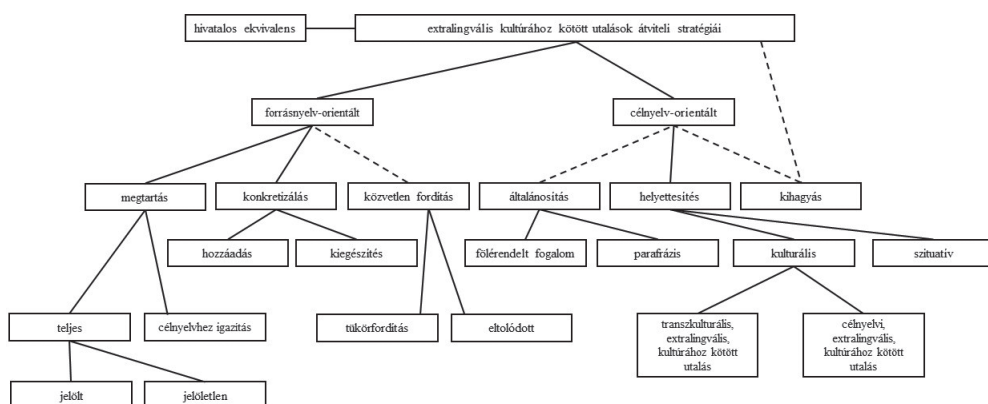 hivatalos ekvivalens
extralingvális kultúrához kötött utalások átviteli stratégiái
forrásnyelv-orientált
célnyelv-orientált
megtartás
konkretizálás
közvetlen fordítás
általánosítás
helyettesítés
kihagyás
hozzáadás
kiegészítés
fölérendelt fogalom
parafrázis
kulturális
szituatív
teljes
célnyelvhez igazitás
tükörfordítás
eltolódott
transzkulturális,
extralingvális,
kultúrához kötött
utalás
célnyelvi,
extralingvális,
kultúrához kötött
utalás
jelölt
jelöletlen